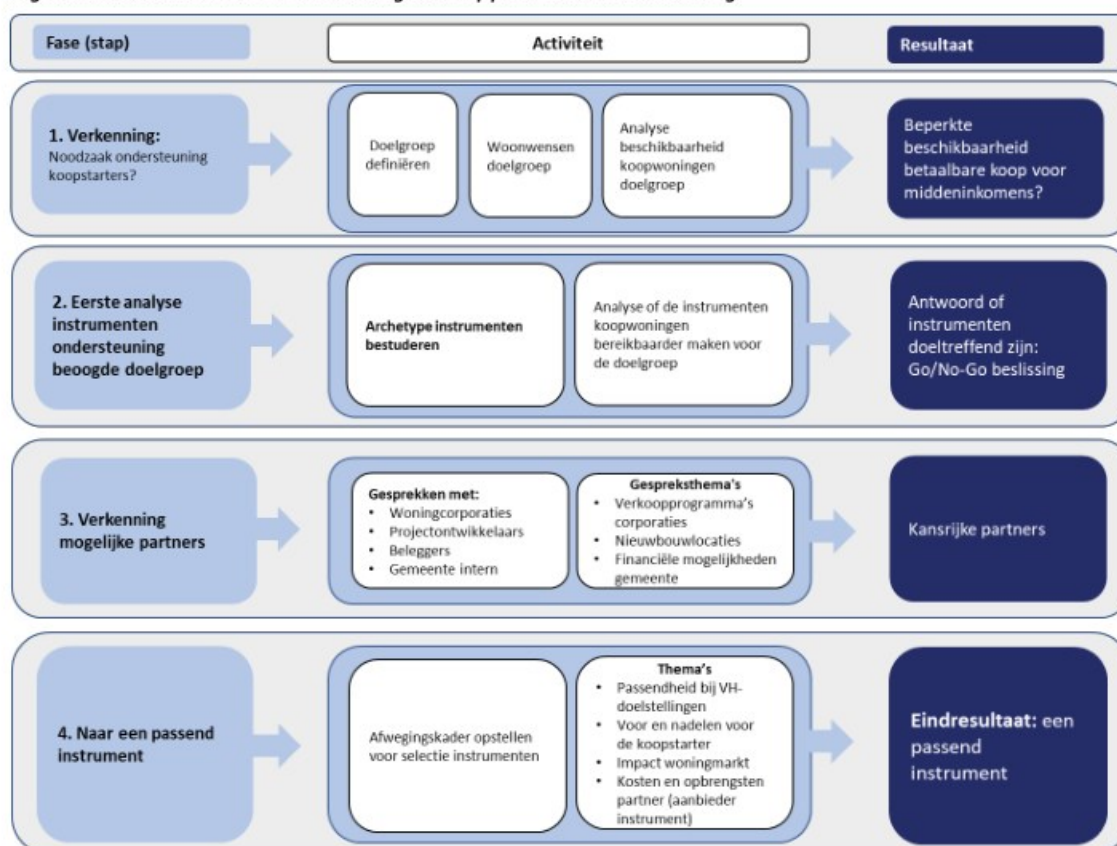 Fase (stap)
Activiteit
Resultaat
1. Verkenning:
Noodzaak ondersteuning
koopstarters?
Doelgroep
definiëren
Woonwensen
doelgroep
Analyse
beschikbaarheid
koopwoningen
doelgroep
Beperkte
beschikbaarheid
betaalbare koop voor
middeninkomens?
2. Eerste analyse
instrumenten
ondersteuning
beoogde doelgroep
Archetype instrumenten
bestuderen
Analyse of de instrumenten
koopwoningen
bereikbaarder maken voor
de doelgroep
Antwoord of
instrumenten
doeltreffend zijn:
Go/No-Go beslissing
3. Verkenning
mogelijke partners
Gesprekken met:
• Woningcorporaties
• Projectontwikkelaars
• Beleggers
• Gemeente intern
Gespreksthema's
• Verkoopprogramma's
corporaties
• Nieuwbouwlocaties
• Financiële mogelijkheden
gemeente
Kansrijke partners
4. Naar een passend
instrument
Afwegingskader opstellen
voor selectie instrumenten
Thema's
• Passendheid bij VH-
doelstellingen
• Voor en nadelen voor
de koopstarter
• Impact woningmarkt
• Kosten en opbrengsten
partner (aanbieder
instrument)
Eindresultaat: een
passend
instrument